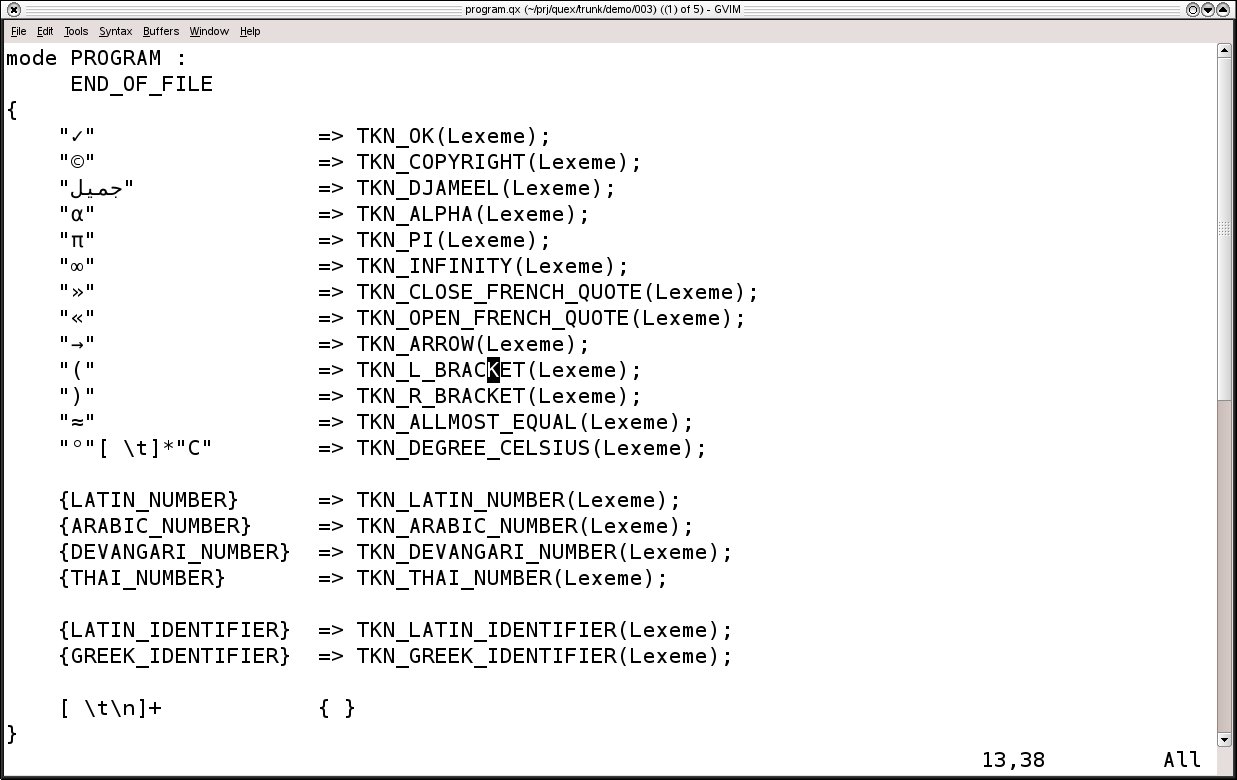 program.qx (~/prj/quex/trunk/demo/003) ((1) of 5) - GVIM
File Edit Tools Syntax Buffers Window Help
mode PROGRAM :
     END_OF_FILE
{
    "✓"                 => TKN_OK(Lexeme);
    "©"                 => TKN_COPYRIGHT(Lexeme);
    "جميل"              => TKN_DJAMEEL(Lexeme);
    "α"                 => TKN_ALPHA(Lexeme);
    "π"                 => TKN_PI(Lexeme);
    "∞"                 => TKN_INFINITY(Lexeme);
    "»"                 => TKN_CLOSE_FRENCH_QUOTE(Lexeme);
    "«"                 => TKN_OPEN_FRENCH_QUOTE(Lexeme);
    "→"                 => TKN_ARROW(Lexeme);
    "("                 => TKN_L_BRACKET(Lexeme);
    ")"                 => TKN_R_BRACKET(Lexeme);
    "≈"                 => TKN_ALLMOST_EQUAL(Lexeme);
    "°"[ \t]*"C"        => TKN_DEGREE_CELSIUS(Lexeme);

    {LATIN_NUMBER}      => TKN_LATIN_NUMBER(Lexeme);
    {ARABIC_NUMBER}     => TKN_ARABIC_NUMBER(Lexeme);
    {DEVANGARI_NUMBER}  => TKN_DEVANGARI_NUMBER(Lexeme);
    {THAI_NUMBER}       => TKN_THAI_NUMBER(Lexeme);

    {LATIN_IDENTIFIER}  => TKN_LATIN_IDENTIFIER(Lexeme);
    {GREEK_IDENTIFIER}  => TKN_GREEK_IDENTIFIER(Lexeme);

    [ \t\n]+            { }
}
13,38 All